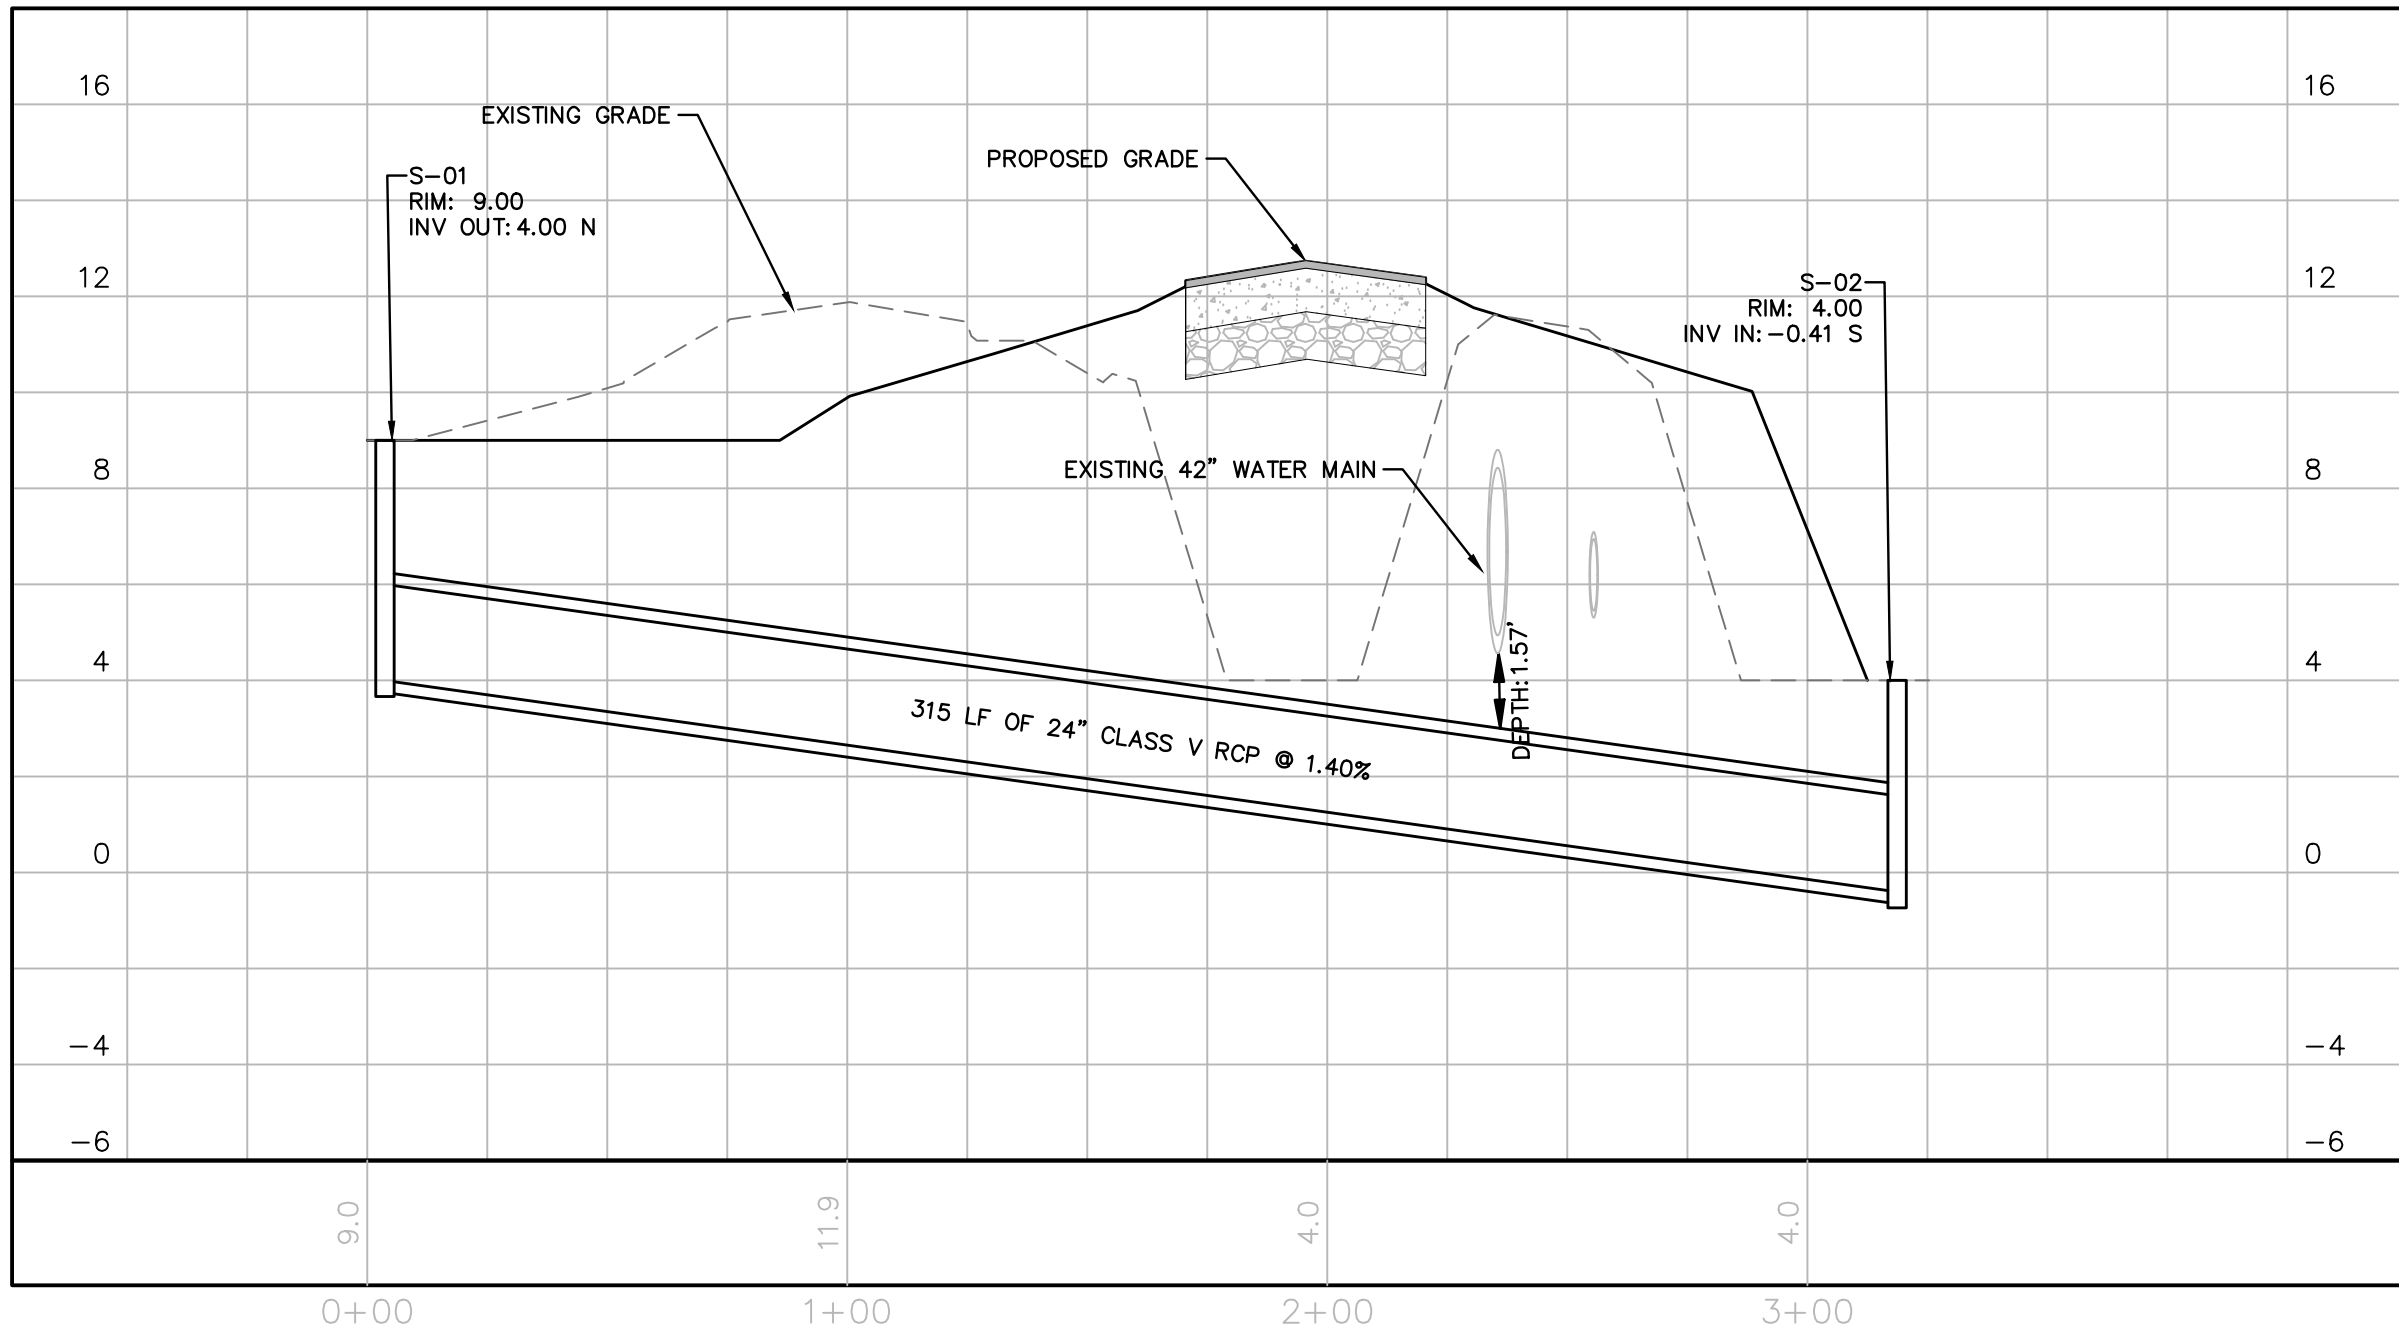 16
16
EXISTING GRADE
PROPOSED GRADE
S-01
RIM: 9.00
INV OUT: 4.00 N
12
12
S-02
RIM: 4.00
INV IN: -0.41 S
8
8
EXISTING 42" WATER MAIN
4
4
DEPTH: 1.57'
315 LF OF 24" CLASS V RCP @ 1.40%
0
0
-4
-4
-6
-6
9.0
11.9
4.0
4.0
0+00
1+00
2+00
3+00